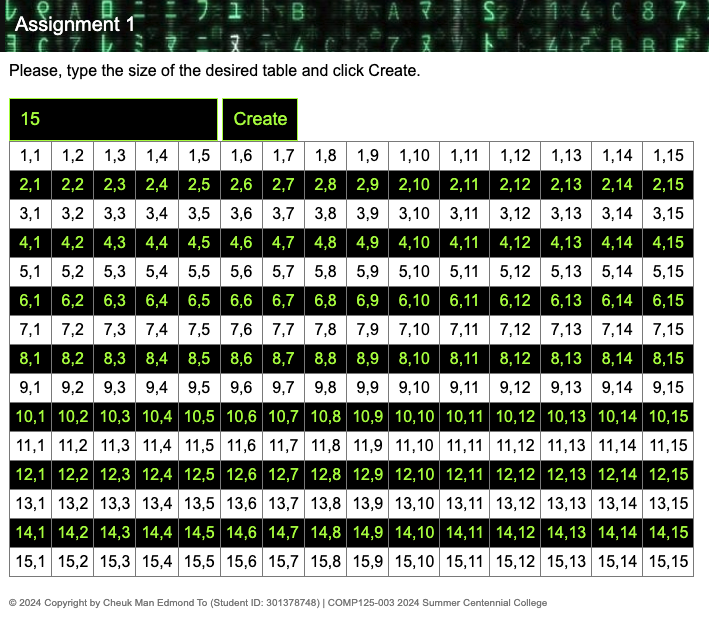 Assignment 1
Please, type the size of the desired table and click Create.
15 Create
1,1 1,2 1,3 1,4 1,5 1,6 1,7 1,8 1,9 1,10 1,11 1,12 1,13 1,14 1,15
2,1 2,2 2,3 2,4 2,5 2,6 2,7 2,8 2,9 2,10 2,11 2,12 2,13 2,14 2,15
3,1 3,2 3,3 3,4 3,5 3,6 3,7 3,8 3,9 3,10 3,11 3,12 3,13 3,14 3,15
4,1 4,2 4,3 4,4 4,5 4,6 4,7 4,8 4,9 4,10 4,11 4,12 4,13 4,14 4,15
5,1 5,2 5,3 5,4 5,5 5,6 5,7 5,8 5,9 5,10 5,11 5,12 5,13 5,14 5,15
6,1 6,2 6,3 6,4 6,5 6,6 6,7 6,8 6,9 6,10 6,11 6,12 6,13 6,14 6,15
7,1 7,2 7,3 7,4 7,5 7,6 7,7 7,8 7,9 7,10 7,11 7,12 7,13 7,14 7,15
8,1 8,2 8,3 8,4 8,5 8,6 8,7 8,8 8,9 8,10 8,11 8,12 8,13 8,14 8,15
9,1 9,2 9,3 9,4 9,5 9,6 9,7 9,8 9,9 9,10 9,11 9,12 9,13 9,14 9,15
10,1 10,2 10,3 10,4 10,5 10,6 10,7 10,8 10,9 10,10 10,11 10,12 10,13 10,14 10,15
11,1 11,2 11,3 11,4 11,5 11,6 11,7 11,8 11,9 11,10 11,11 11,12 11,13 11,14 11,15
12,1 12,2 12,3 12,4 12,5 12,6 12,7 12,8 12,9 12,10 12,11 12,12 12,13 12,14 12,15
13,1 13,2 13,3 13,4 13,5 13,6 13,7 13,8 13,9 13,10 13,11 13,12 13,13 13,14 13,15
14,1 14,2 14,3 14,4 14,5 14,6 14,7 14,8 14,9 14,10 14,11 14,12 14,13 14,14 14,15
15,1 15,2 15,3 15,4 15,5 15,6 15,7 15,8 15,9 15,10 15,11 15,12 15,13 15,14 15,15
© 2024 Copyright by Cheuk Man Edmond To (Student ID: 301378748) | COMP125-003 2024 Summer Centennial College